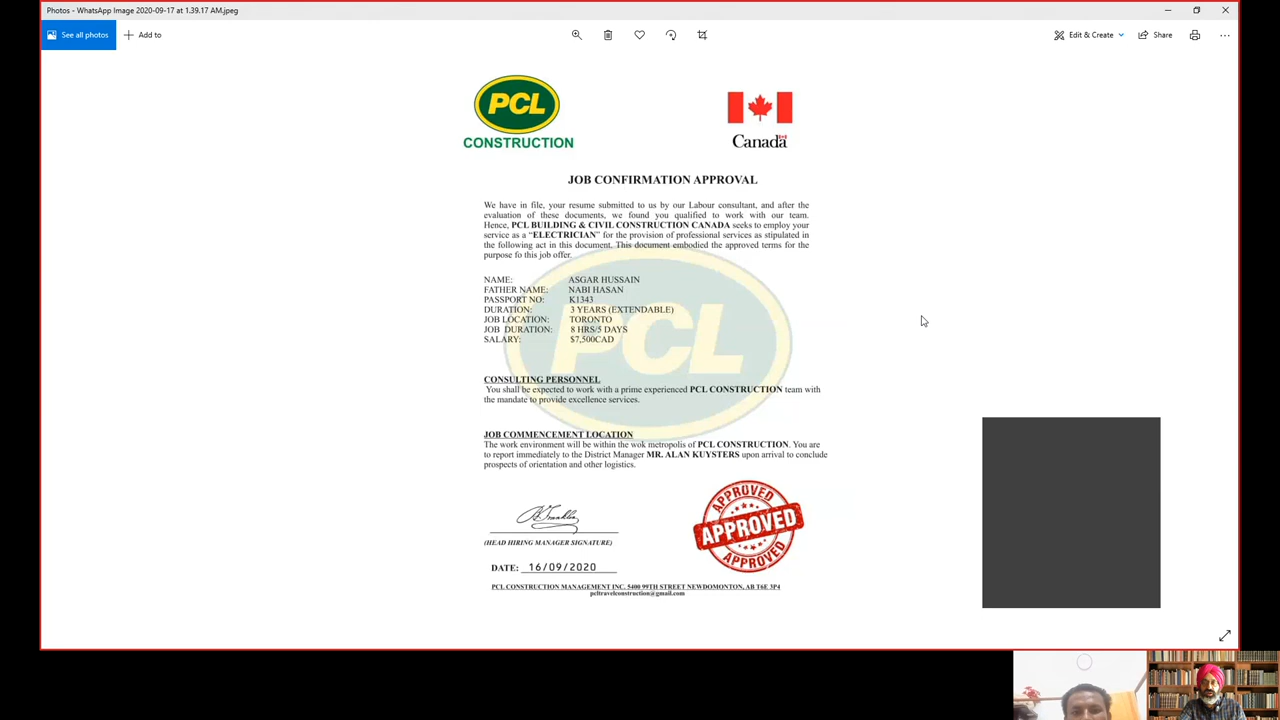 Photos - WhatsApp Image 2020-09-17 at 1.39.17 AM.jpeg
See all photos
Add to
Edit & Create
Share
PCL
CONSTRUCTION
Canada
JOB CONFIRMATION APPROVAL
We have in file, your resume submitted to us by our Labour consultant, and after the
evaluation of these documents, we found you qualified to work with our team.
Hence, PCL BUILDING & CIVIL CONSTRUCTION CANADA seeks to employ your
service as a “ELECTRICIAN” for the provision of professional services as stipulated in
the following act in this document. This document embodied the approved terms for the
purpose fo this job offer.
NAME: ASGAR HUSSAIN
FATHER NAME: NABI HASAN
PASSPORT NO: K1343
DURATION: 3 YEARS (EXTENDABLE)
JOB LOCATION: TORONTO
JOB DURATION: 8 HRS/5 DAYS
SALARY: $7,500CAD
PCL
CONSULTING PERSONNEL
You shall be expected to work with a prime experienced PCL CONSTRUCTION team with
the mandate to provide excellence services.
JOB COMMENCEMENT LOCATION
The work environment will be within the wok metropolis of PCL CONSTRUCTION. You are
to report immediately to the District Manager MR. ALAN KUYSTERS upon arrival to conclude
prospects of orientation and other logistics.
(HEAD HIRING MANAGER SIGNATURE)
APPROVED
APPROVED
APPROVED
DATE: 16/09/2020
PCL CONSTRUCTION MANAGEMENT INC. 5400 99TH STREET NEWDOMONTON, AB T6E 3P4
pcltravelconstruction@gmail.com